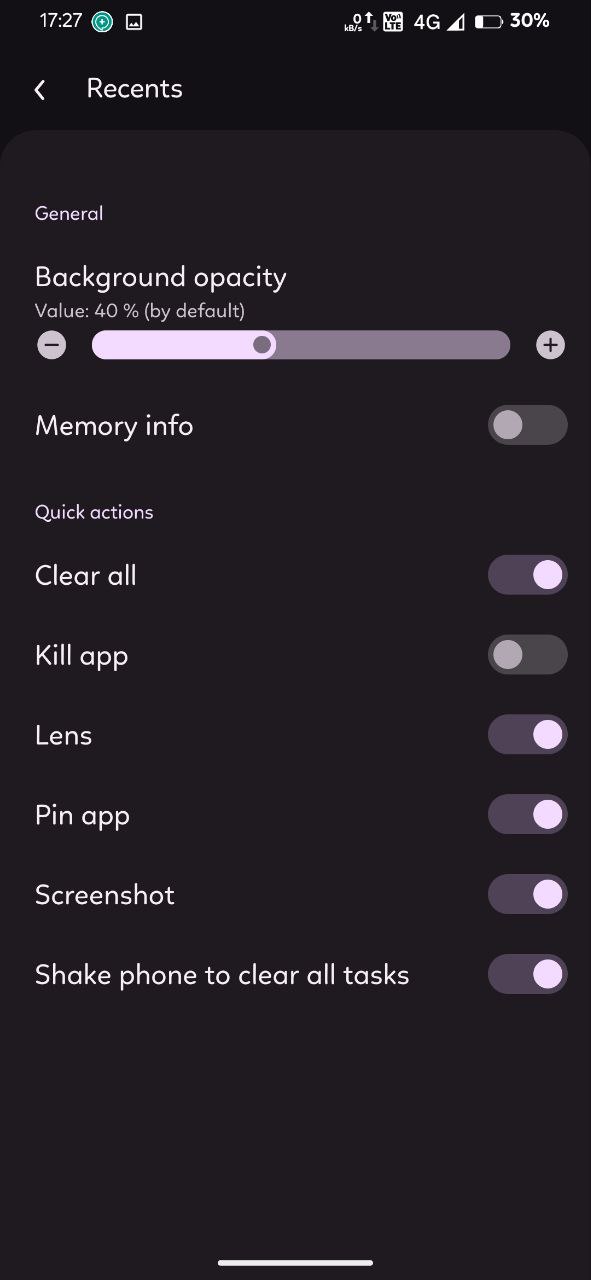 17:27
0
kB/s
Vo
LTE
4G
30%
Recents
General
Background opacity
Value: 40 % (by default)
Memory info
Quick actions
Clear all
Kill app
Lens
Pin app
Screenshot
Shake phone to clear all tasks